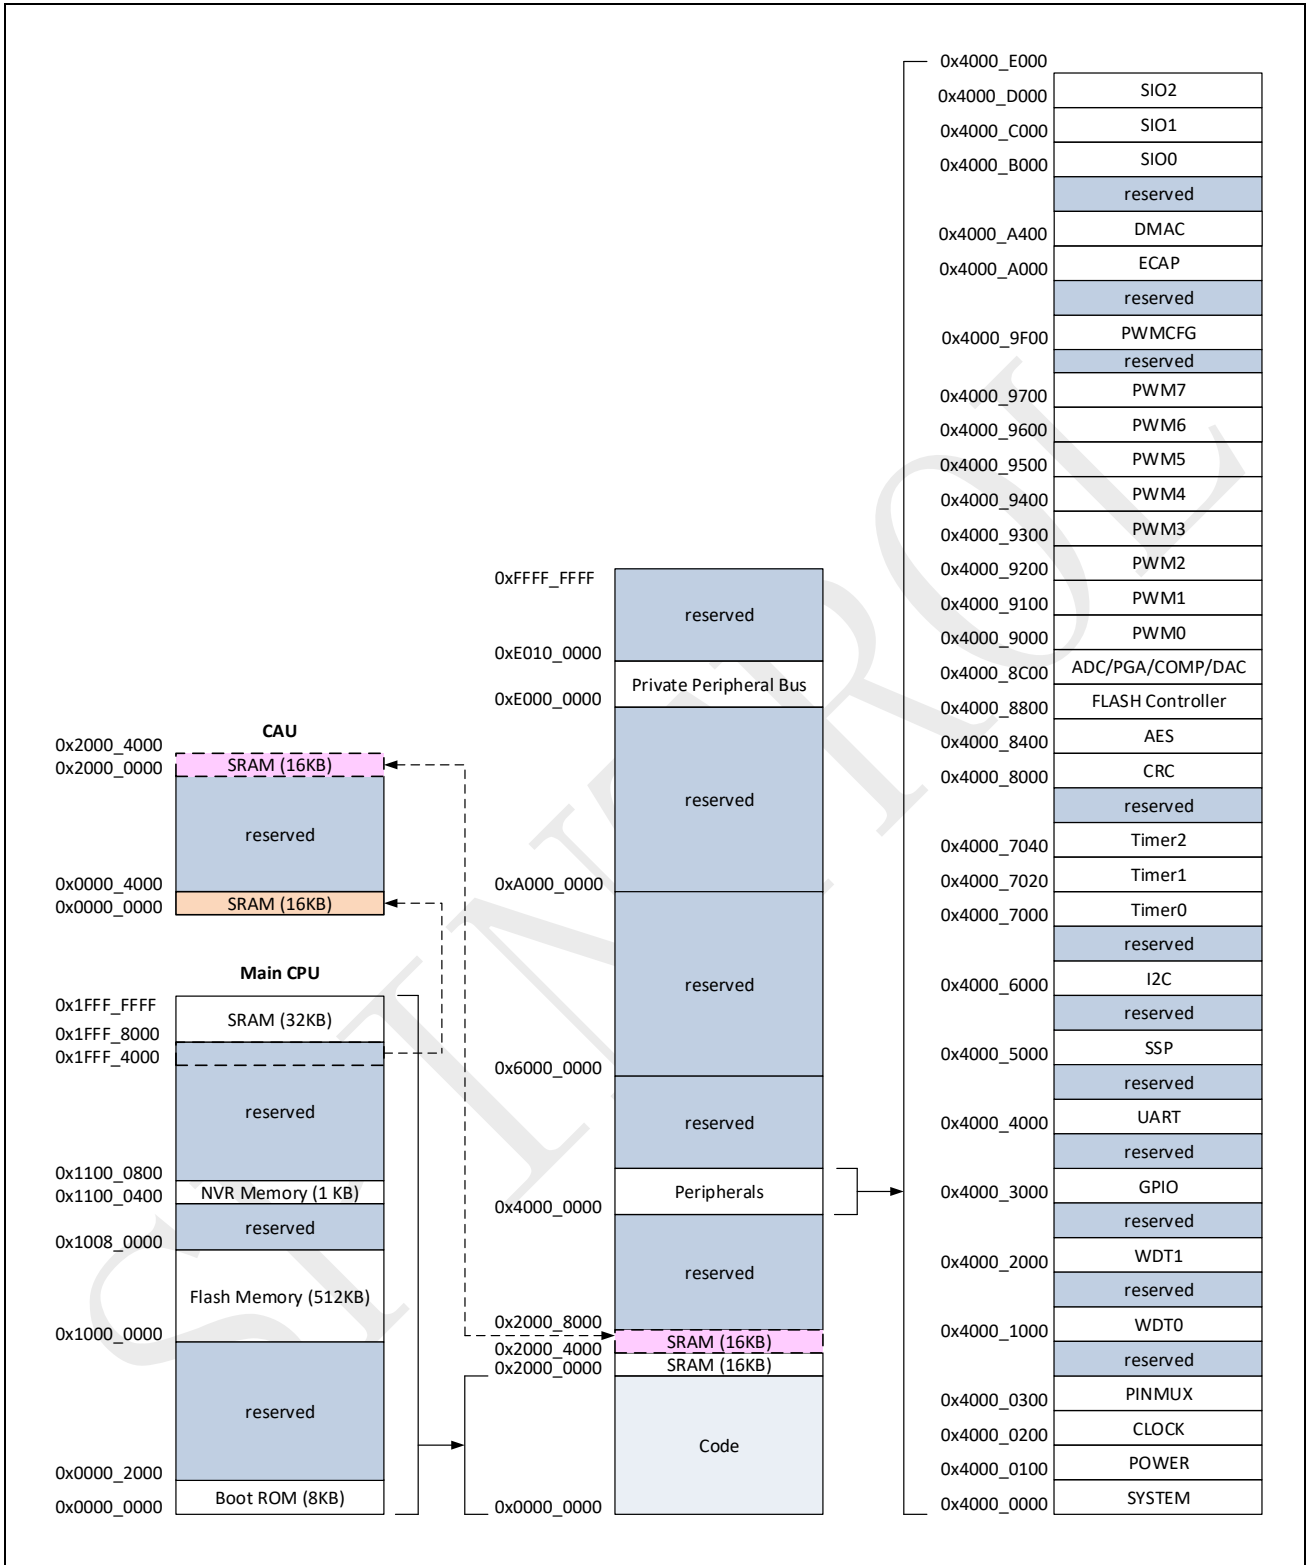 CAU
0x2000_4000
0x2000_0000 SRAM (16KB)
reserved
0x0000_4000
0x0000_0000 SRAM (16KB)
Main CPU
0x1FFF_FFFF
SRAM (32KB)
0x1FFF_8000
0x1FFF_4000
reserved
0x1100_0800
0x1100_0400 NVR Memory (1 KB)
reserved
0x1008_0000
Flash Memory (512KB)
0x1000_0000
reserved
0x0000_2000
0x0000_0000 Boot ROM (8KB)
0xFFFF_FFFF
reserved
0xE010_0000
Private Peripheral Bus
0xE000_0000
reserved
0xA000_0000
reserved
0x6000_0000
reserved
Peripherals
0x4000_0000
reserved
0x2000_8000
SRAM (16KB)
0x2000_4000
0x2000_0000 SRAM (16KB)
Code
0x0000_0000
0x4000_E000
0x4000_D000 SIO2
0x4000_C000 SIO1
0x4000_B000 SIO0
reserved
0x4000_A400 DMAC
0x4000_A000 ECAP
reserved
0x4000_9F00 PWMCFG
reserved
0x4000_9700 PWM7
0x4000_9600 PWM6
0x4000_9500 PWM5
0x4000_9400 PWM4
0x4000_9300 PWM3
0x4000_9200 PWM2
0x4000_9100 PWM1
0x4000_9000 PWM0
0x4000_8C00 ADC/PGA/COMP/DAC
0x4000_8800 FLASH Controller
0x4000_8400 AES
0x4000_8000 CRC
reserved
0x4000_7040 Timer2
0x4000_7020 Timer1
0x4000_7000 Timer0
reserved
0x4000_6000 I2C
reserved
0x4000_5000 SSP
reserved
0x4000_4000 UART
reserved
0x4000_3000 GPIO
reserved
0x4000_2000 WDT1
reserved
0x4000_1000 WDT0
reserved
0x4000_0300 PINMUX
0x4000_0200 CLOCK
0x4000_0100 POWER
0x4000_0000 SYSTEM